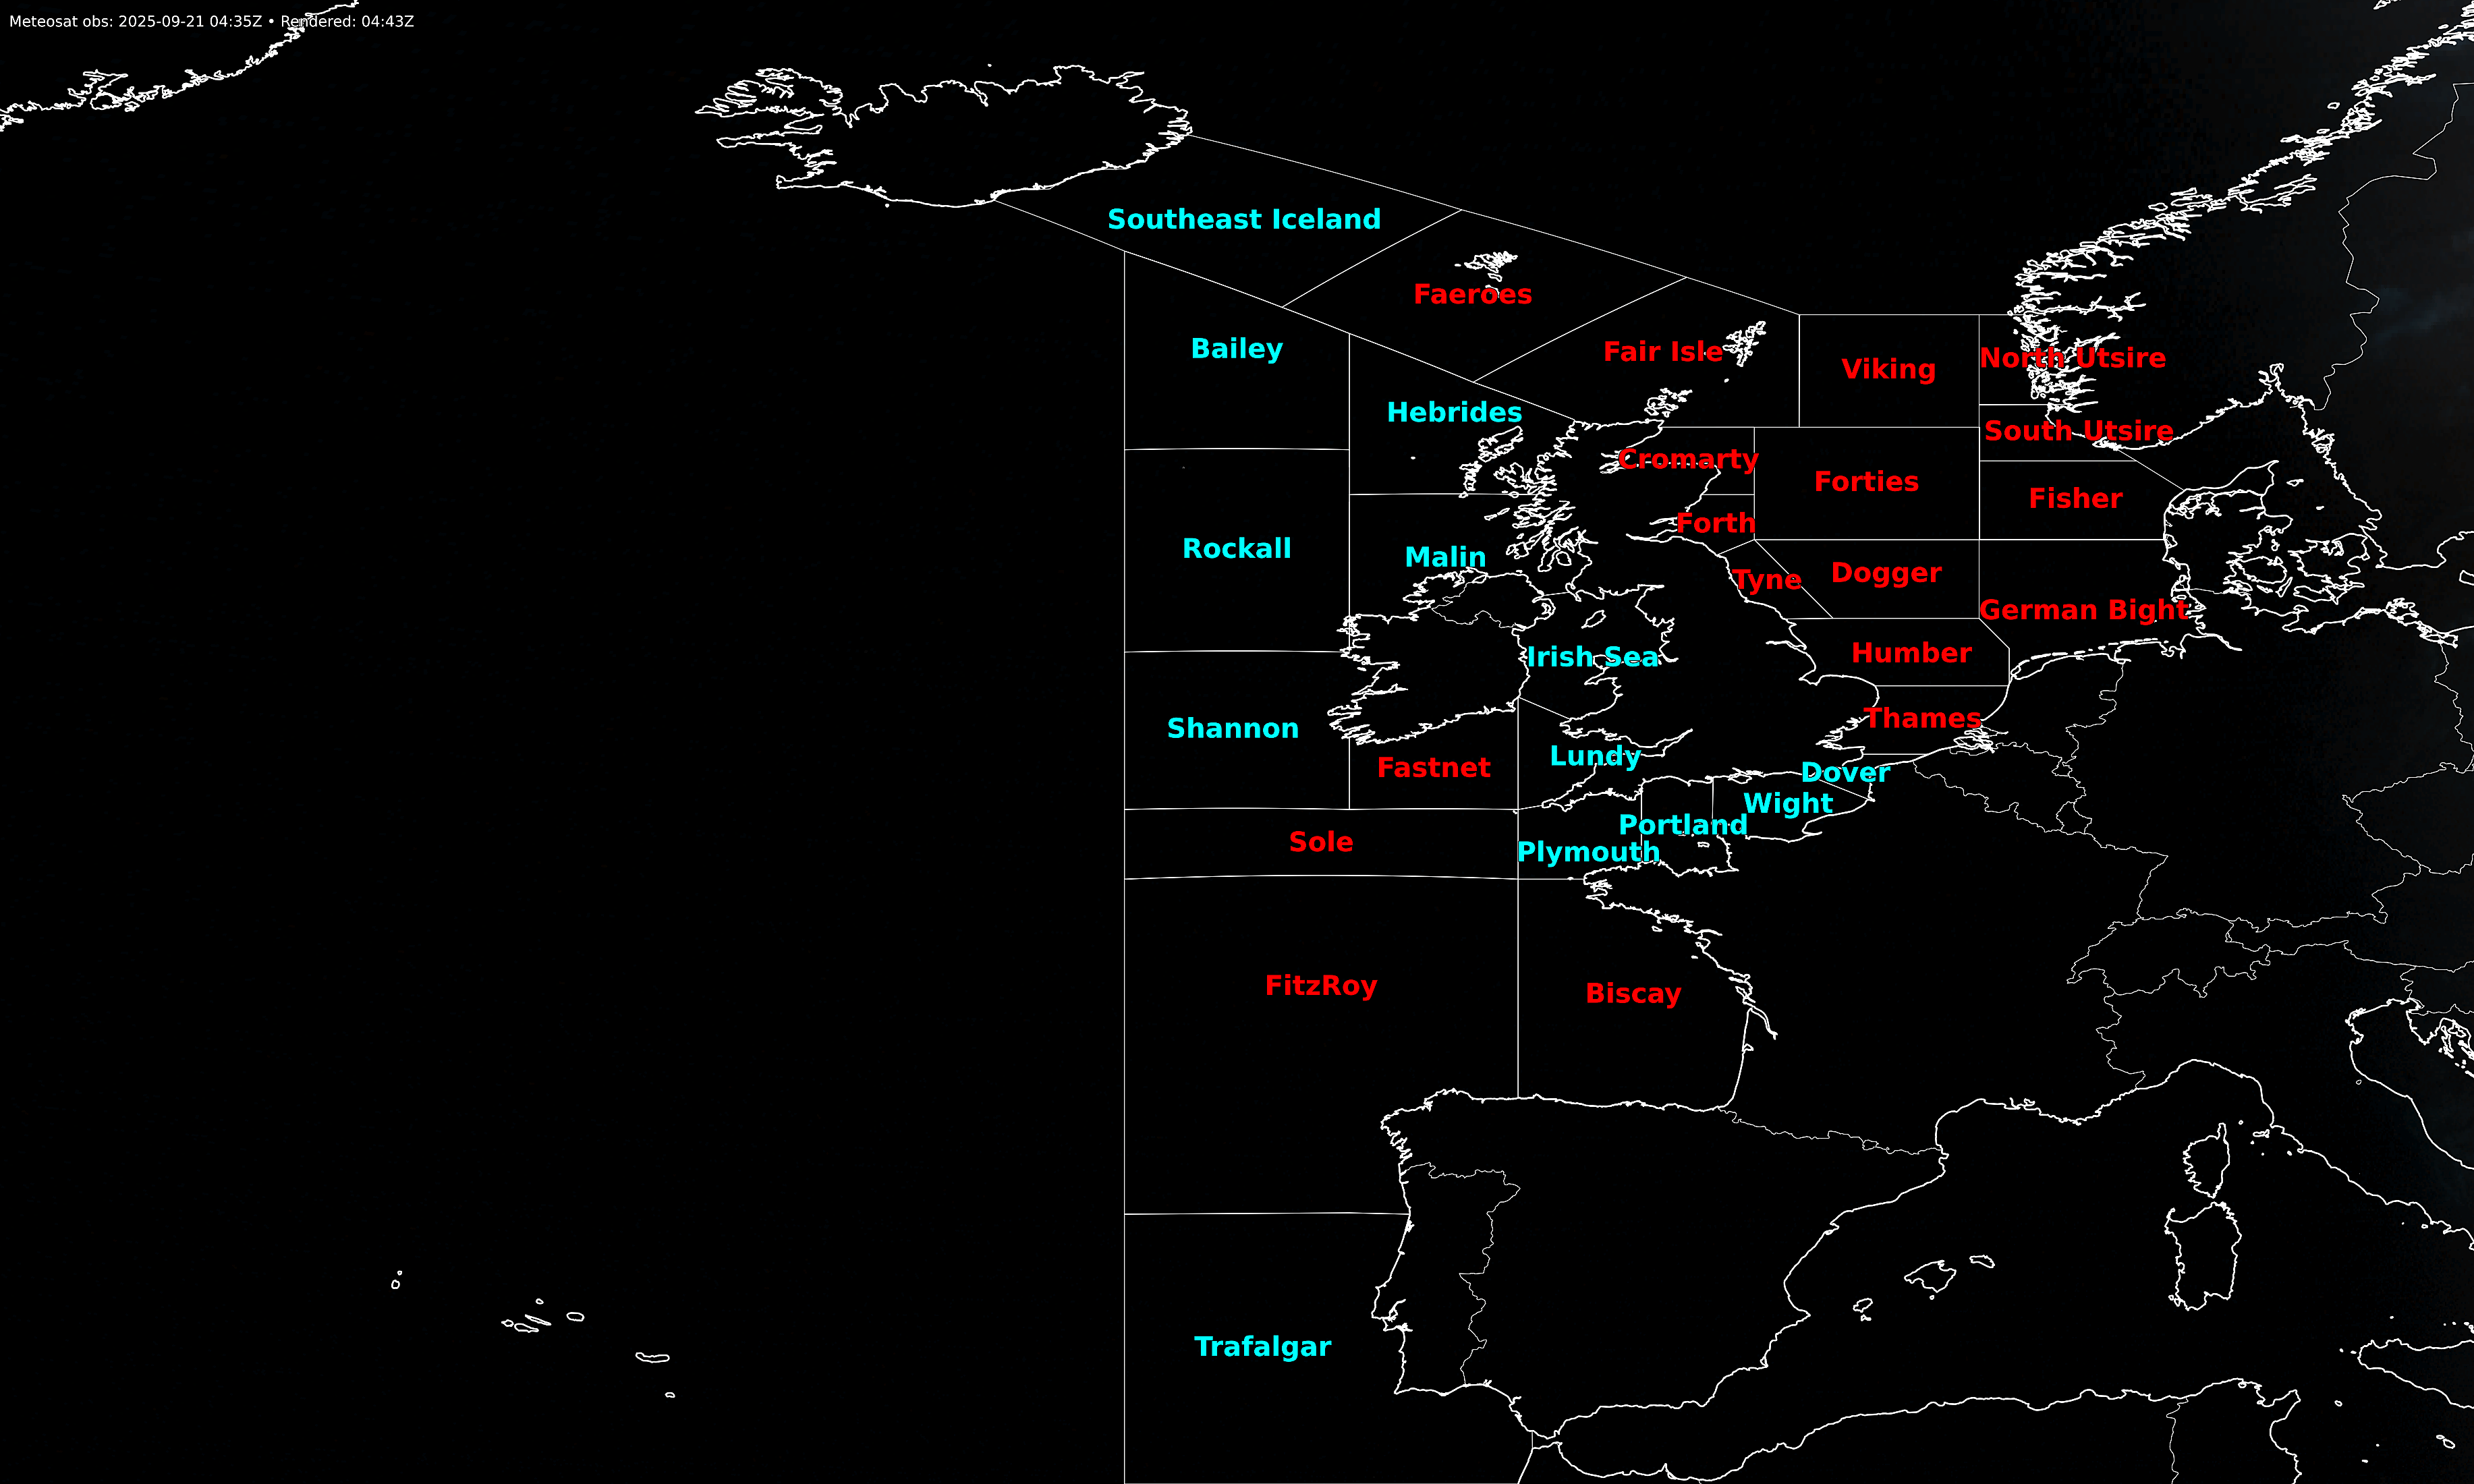 Meteosat obs: 2025-09-21 04:35Z • Rendered: 04:43Z
Southeast Iceland
Faeroes
Bailey
Fair Isle
Viking
North Utsire
Hebrides
South Utsire
Cromarty
Forties
Fisher
Forth
Rockall
Malin
Tyne
Dogger
German Bight
Irish Sea
Humber
Shannon
Thames
Fastnet
Lundy
Dover
Wight
Portland
Sole
Plymouth
FitzRoy
Biscay
Trafalgar